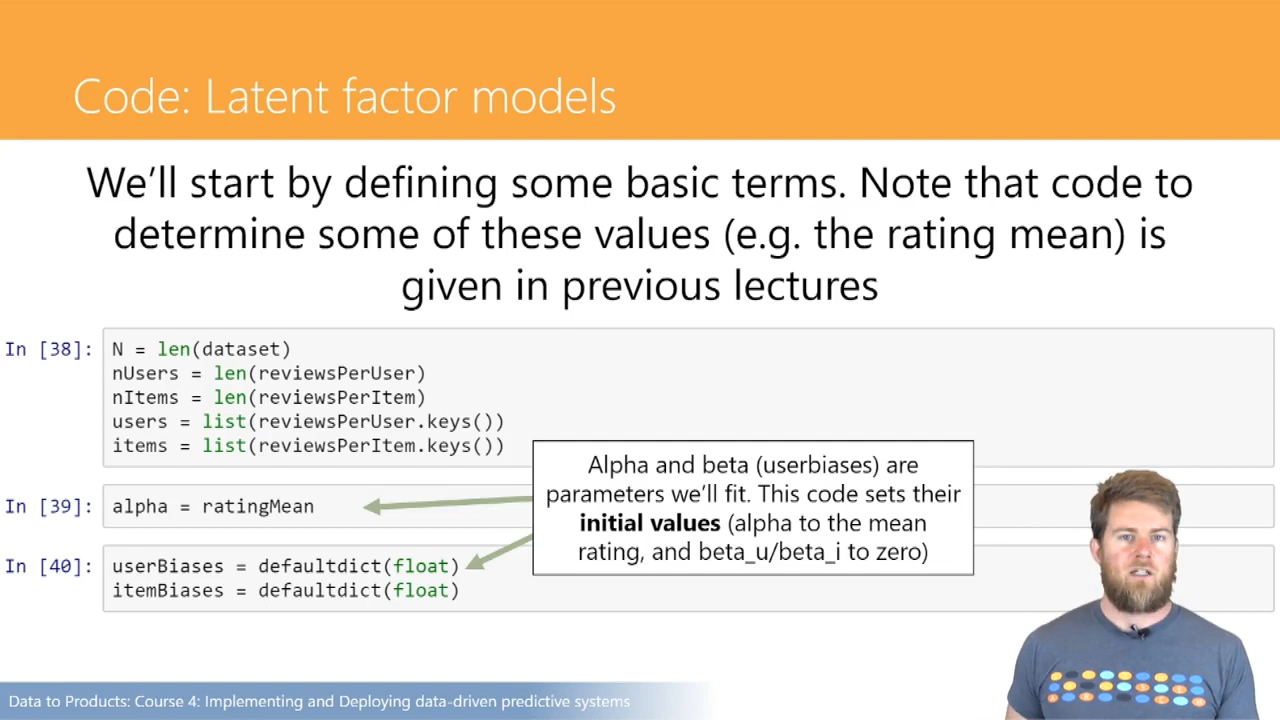 Code: Latent factor models
We’ll start by defining some basic terms. Note that code to
determine some of these values (e.g. the rating mean) is
given in previous lectures
In [38]: N = len(dataset)
nUsers = len(reviewsPerUser)
nItems = len(reviewsPerItem)
users = list(reviewsPerUser.keys())
items = list(reviewsPerItem.keys())
Alpha and beta (userbiases) are
parameters we’ll fit. This code sets their
initial values (alpha to the mean
rating, and beta_u/beta_i to zero)
In [39]: alpha = ratingMean
In [40]: userBiases = defaultdict(float)
itemBiases = defaultdict(float)
Data to Products: Course 4: Implementing and Deploying data-driven predictive systems